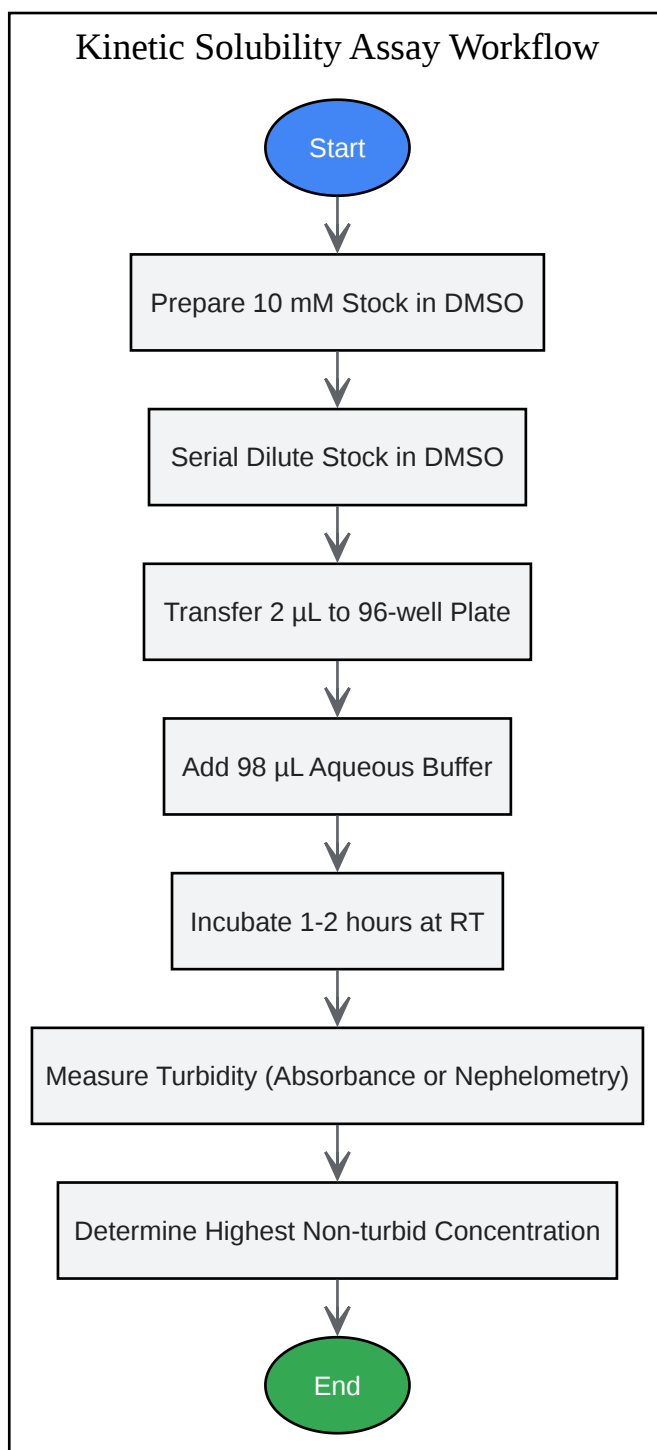 Kinetic Solubility Assay Workflow
Start
Prepare 10 mM Stock in DMSO
Serial Dilute Stock in DMSO
Transfer 2 µL to 96-well Plate
Add 98 µL Aqueous Buffer
Incubate 1-2 hours at RT
Measure Turbidity (Absorbance or Nephelometry)
Determine Highest Non-turbid Concentration
End